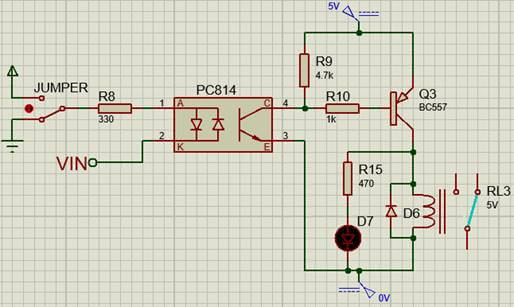 5V
JUMPER
R8
330
PC814
1
A
C
4
2
K
E
3
VIN
R9
4.7k
R10
1k
Q3
BC557
R15
470
D7
D6
RL3
5V
0V